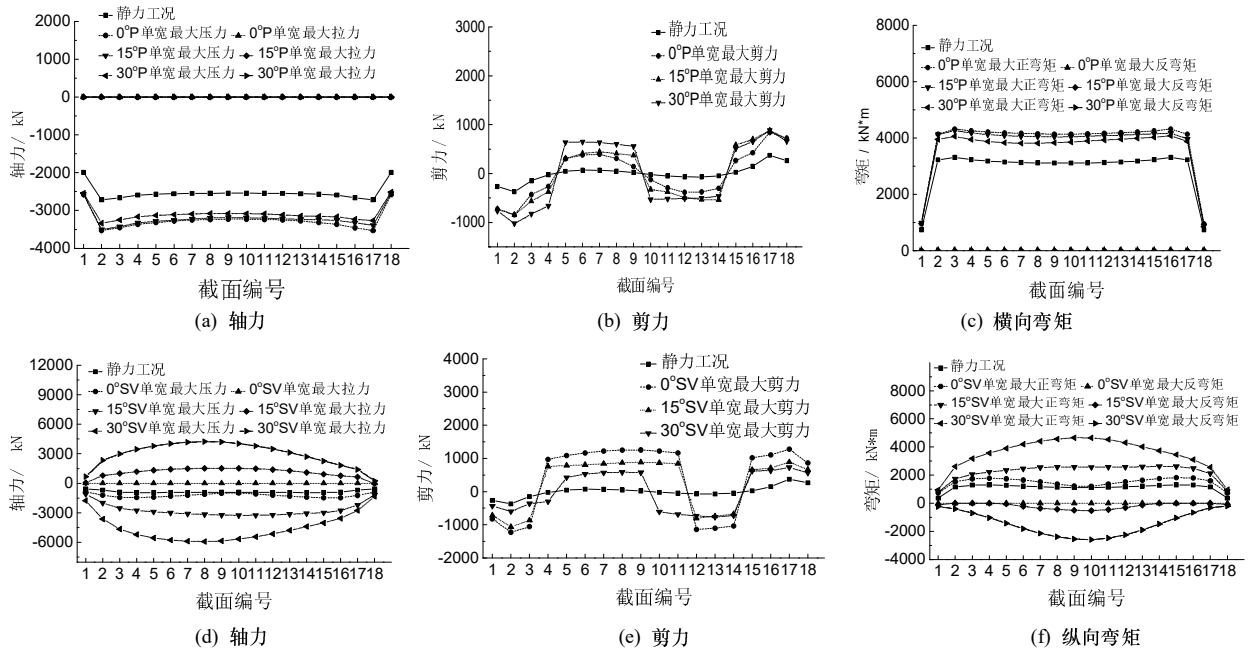 静力工况
0°P单宽最大压力 0°P单宽最大拉力
15°P单宽最大压力 15°P单宽最大拉力
30°P单宽最大压力 30°P单宽最大拉力
2000
1000
0
-1000
-2000
-3000
-4000
轴力/ kN
1 2 3 4 5 6 7 8 9 10 11 12 13 14 15 16 17 18
截面编号
(a) 轴力
静力工况
0°P单宽最大剪力
15°P单宽最大剪力
30°P单宽最大剪力
3000
2000
1000
0
-1000
剪力/ kN
1 2 3 4 5 6 7 8 9 10 11 12 13 14 15 16 17 18
截面编号
(b) 剪力
静力工况
0°P单宽最大正弯矩 0°P单宽最大反弯矩
15°P单宽最大正弯矩 15°P单宽最大反弯矩
30°P单宽最大正弯矩 30°P单宽最大反弯矩
8000
6000
4000
2000
0
弯矩/ kN*m
1 2 3 4 5 6 7 8 9 10 11 12 13 14 15 16 17 18
截面编号
(c) 横向弯矩
静力工况
0°SV单宽最大压力 0°SV单宽最大拉力
15°SV单宽最大压力 15°SV单宽最大拉力
30°SV单宽最大压力 30°SV单宽最大拉力
12000
9000
6000
3000
0
-3000
-6000
轴力/ kN
1 2 3 4 5 6 7 8 9 10 11 12 13 14 15 16 17 18
截面编号
(d) 轴力
静力工况
0°SV单宽最大剪力
15°SV单宽最大剪力
30°SV单宽最大剪力
4000
3000
2000
1000
0
-1000
-2000
剪力/ kN
1 2 3 4 5 6 7 8 9 10 11 12 13 14 15 16 17 18
截面编号
(e) 剪力
静力工况
0°SV单宽最大正弯矩 0°SV单宽最大反弯矩
15°SV单宽最大正弯矩 15°SV单宽最大反弯矩
30°SV单宽最大正弯矩 30°SV单宽最大反弯矩
8000
6000
4000
2000
0
-2000
-4000
弯矩/ kN*m
1 2 3 4 5 6 7 8 9 10 11 12 13 14 15 16 17 18
截面编号
(f) 纵向弯矩